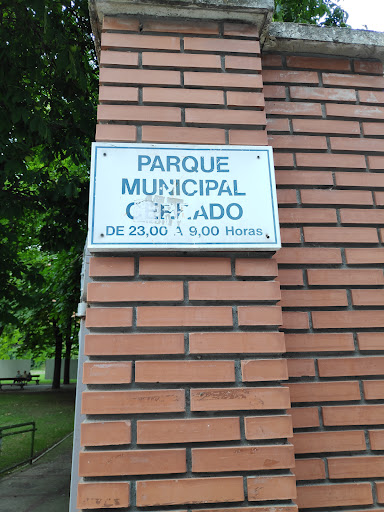 PARQUE
MUNICIPAL
CERRADO
DE 23,00 A 9,00 Horas